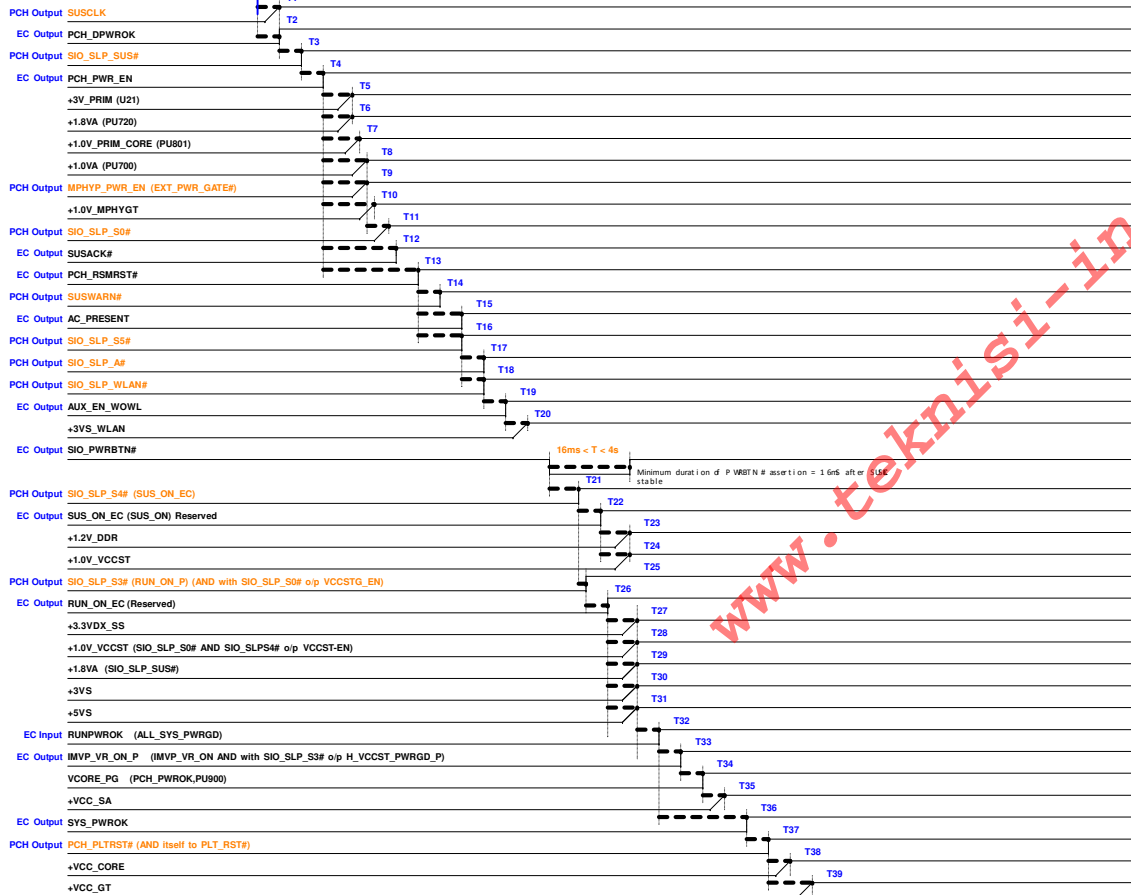 PCH Output SUSCLK
T2
EC Output PCH_DPWROK
T3
PCH Output SIO_SLP_SUS#
T4
EC Output PCH_PWR_EN
T5
+3V_PRIM (U21)
T6
+1.8VA (PU720)
T7
+1.0V_PRIM_CORE (PU801)
T8
+1.0VA (PU700)
T9
PCH Output MPHYP_PWR_EN (EXT_PWR_GATE#)
T10
+1.0V_MPHYGT
T11
PCH Output SIO_SLP_S0#
T12
EC Output SUSACK#
T13
EC Output PCH_RSMRST#
T14
PCH Output SUSWARN#
T15
EC Output AC_PRESENT
T16
PCH Output SIO_SLP_S5#
T17
PCH Output SIO_SLP_A#
T18
PCH Output SIO_SLP_WLAN#
T19
EC Output AUX_EN_WOWL
T20
+3VS_WLAN
EC Output SIO_PWRBTN#
16ms < T < 4s
Minimum duration of PWRBTN# assertion = 16mS after
stable
T21
PCH Output SIO_SLP_S4# (SUS_ON_EC)
T22
EC Output SUS_ON_EC (SUS_ON) Reserved
T23
+1.2V_DDR
T24
+1.0V_VCCST
T25
PCH Output SIO_SLP_S3# (RUN_ON_P) (AND with SIO_SLP_S0# o/p VCCSTG_EN)
T26
EC Output RUN_ON_EC (Reserved)
T27
+3.3VDX_SS
T28
+1.0V_VCCST (SIO_SLP_S0# AND SIO_SLPS4# o/p VCCST-EN)
T29
+1.8VA (SIO_SLP_SUS#)
T30
+3VS
T31
+5VS
T32
EC Input RUNPWROK (ALL_SYS_PWRGD)
T33
EC Output IMVP_VR_ON_P (IMVP_VR_ON AND with SIO_SLP_S3# o/p H_VCCST_PWRGD_P)
T34
VCORE_PG (PCH_PWROK,PU900)
T35
+VCC_SA
T36
EC Output SYS_PWROK
T37
PCH Output PCH_PLTRST# (AND itself to PLT_RST#)
T38
+VCC_CORE
T39
+VCC_GT
www.teknisi-in